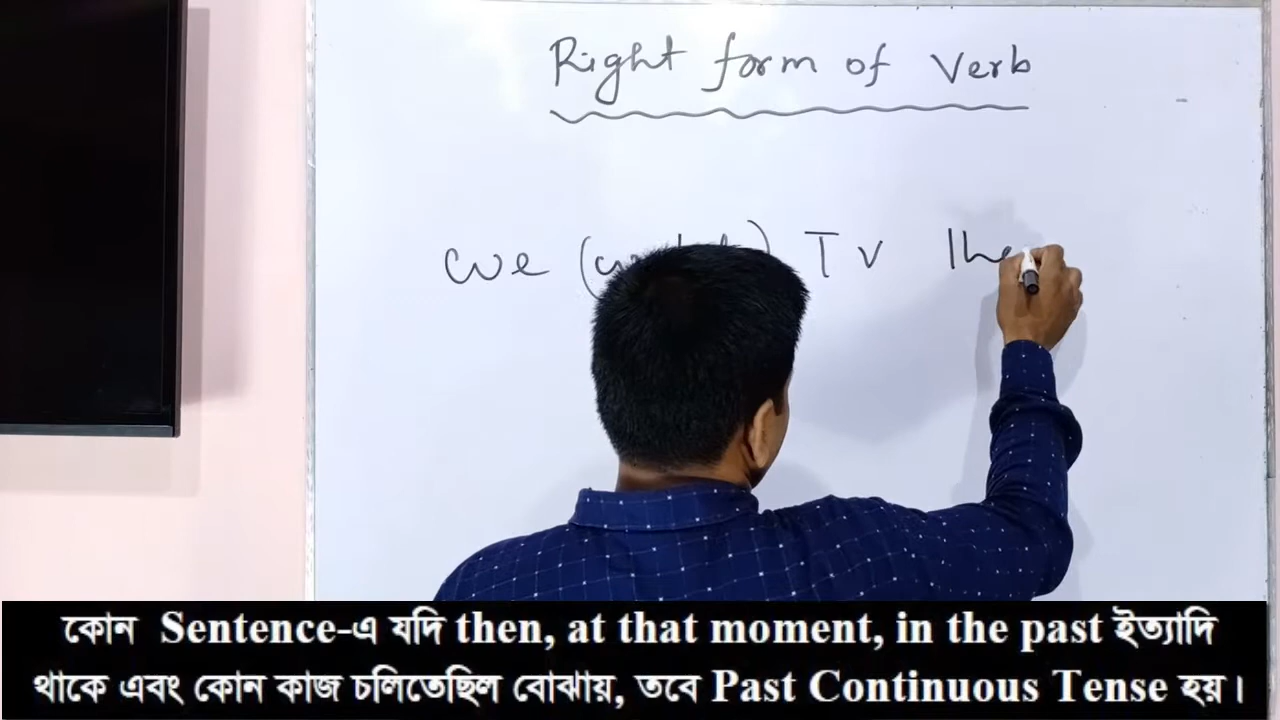 Right form of Verb
We ( ) TV the
কোন Sentence-এ যদি then, at that moment, in the past ইত্যাদি
থাকে এবং কোন কাজ চলিতেছিল বোঝায়, তবে Past Continuous Tense হয়।